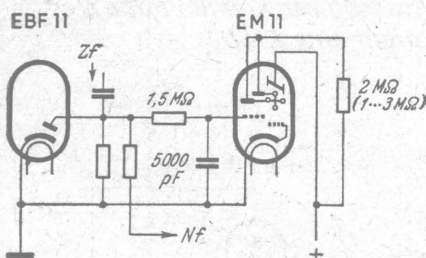 EBF 11
EM 11
Zf
1,5 MΩ
2 MΩ
(1...3 MΩ)
5000
pF
Nf
+